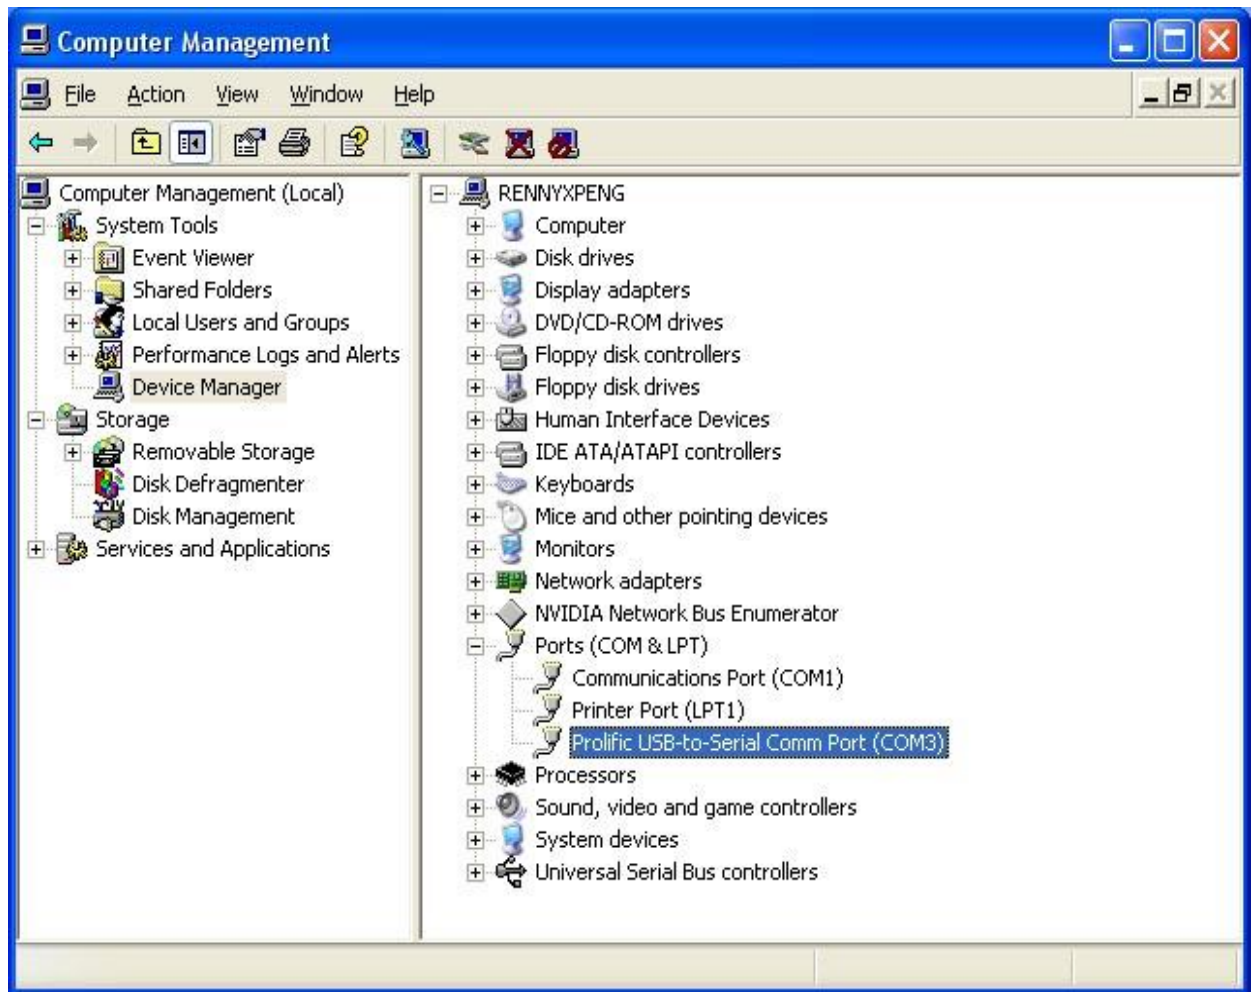 Computer Management
File Action View Window Help
Computer Management (Local)
System Tools
Event Viewer
Shared Folders
Local Users and Groups
Performance Logs and Alerts
Device Manager
Storage
Removable Storage
Disk Defragmenter
Disk Management
Services and Applications
RENNYXPENG
Computer
Disk drives
Display adapters
DVD/CD-ROM drives
Floppy disk controllers
Floppy disk drives
Human Interface Devices
IDE ATA/ATAPI controllers
Keyboards
Mice and other pointing devices
Monitors
Network adapters
NVIDIA Network Bus Enumerator
Ports (COM & LPT)
Communications Port (COM1)
Printer Port (LPT1)
Prolific USB-to-Serial Comm Port (COM3)
Processors
Sound, video and game controllers
System devices
Universal Serial Bus controllers